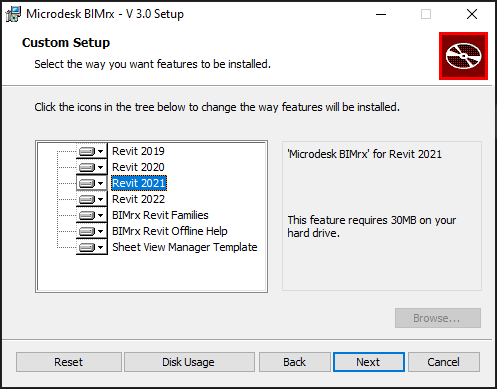 Microdesk BIMrx - V 3.0 Setup
Custom Setup
Select the way you want features to be installed.
Click the icons in the tree below to change the way features will be installed.
Revit 2019
Revit 2020
Revit 2021
Revit 2022
BIMrx Revit Families
BIMrx Revit Offline Help
Sheet View Manager Template
'Microdesk BIMrx' for Revit 2021
This feature requires 30MB on your
hard drive.
Browse...
Reset
Disk Usage
Back
Next
Cancel